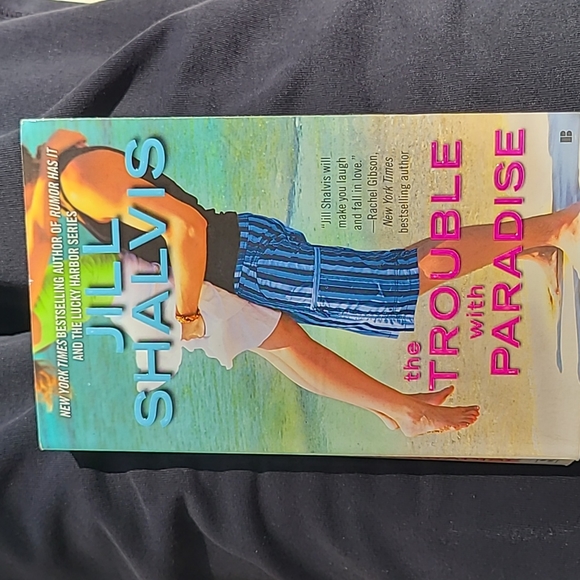 NEW YORK TIMES BESTSELLING AUTHOR OF RUMOR HAS IT
AND THE LUCKY HARBOR SERIES
JILL
SHALVIS
"Jill Shalvis will
make you laugh
and fall in love."
—Rachel Gibson,
New York Times
bestselling author
the
TROUBLE
with
PARADISE
B